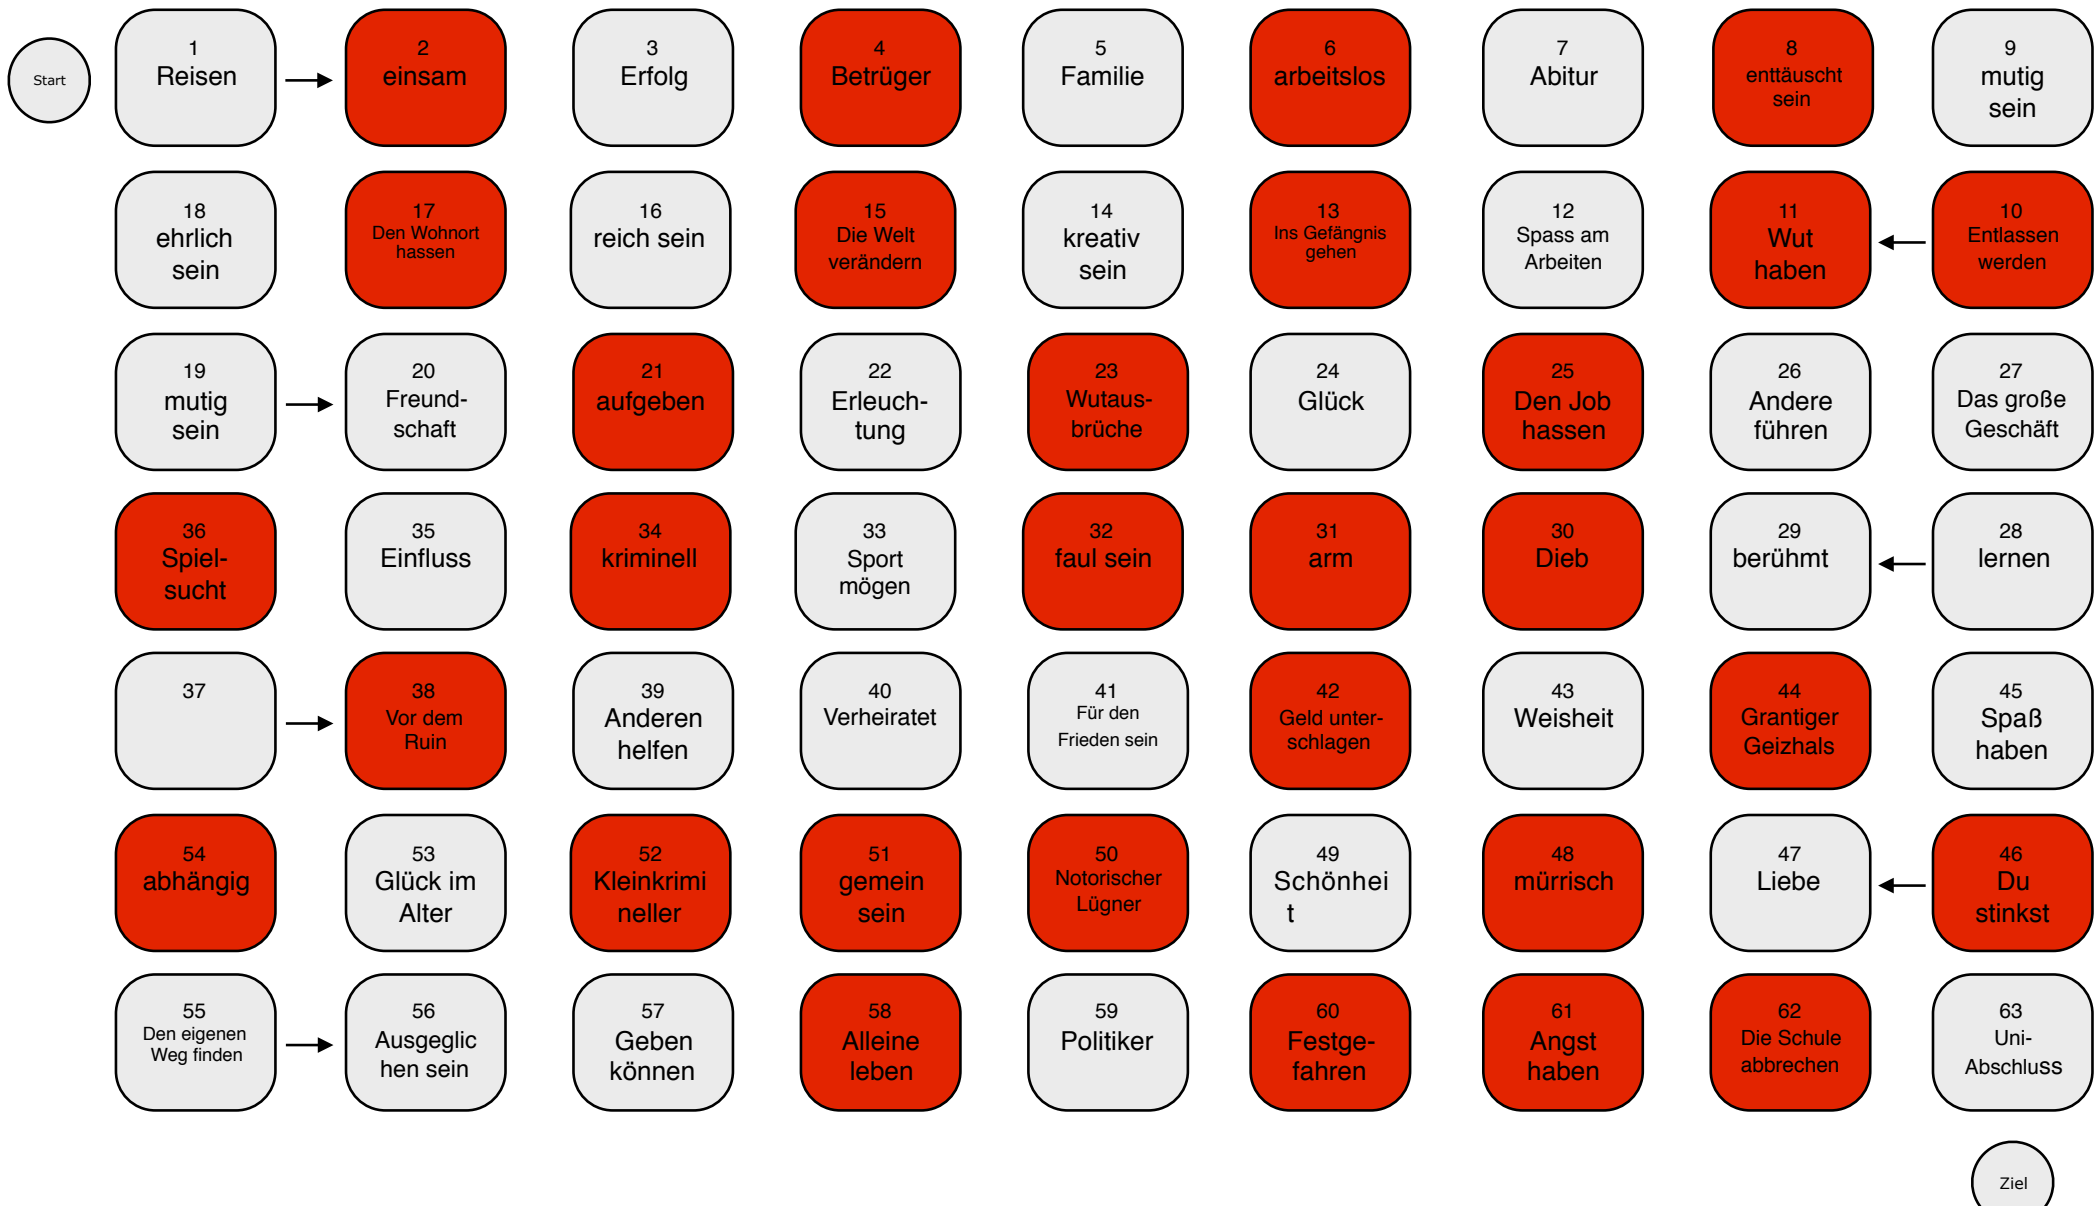 Start
1
Reisen
2
einsam
3
Erfolg
4
Betrüger
5
Familie
6
arbeitslos
7
Abitur
8
enttäuscht
sein
9
mutig
sein
18
ehrlich
sein
17
Den Wohnort
hassen
16
reich sein
15
Die Welt
verändern
14
kreativ
sein
13
Ins Gefängnis
gehen
12
Spass am
Arbeiten
11
Wut
haben
10
Entlassen
werden
19
mutig
sein
20
Freund-
schaft
21
aufgeben
22
Erleuch-
tung
23
Wutaus-
brüche
24
Glück
25
Den Job
hassen
26
Andere
führen
27
Das große
Geschäft
36
Spiel-
sucht
35
Einfluss
34
kriminell
33
Sport
mögen
32
faul sein
31
arm
30
Dieb
29
berühmt
28
lernen
37
38
Vor dem
Ruin
39
Anderen
helfen
40
Verheiratet
41
Für den
Frieden sein
42
Geld unter-
schlagen
43
Weisheit
44
Grantiger
Geizhals
45
Spaß
haben
54
abhängig
53
Glück im
Alter
52
Kleinkrimi
neller
51
gemein
sein
50
Notorischer
Lügner
49
Schönhei
t
48
mürrisch
47
Liebe
46
Du
stinkst
55
Den eigenen
Weg finden
56
Ausgeglic
hen sein
57
Geben
können
58
Alleine
leben
59
Politiker
60
Festge-
fahren
61
Angst
haben
62
Die Schule
abbrechen
63
Uni-
Abschluss
Ziel